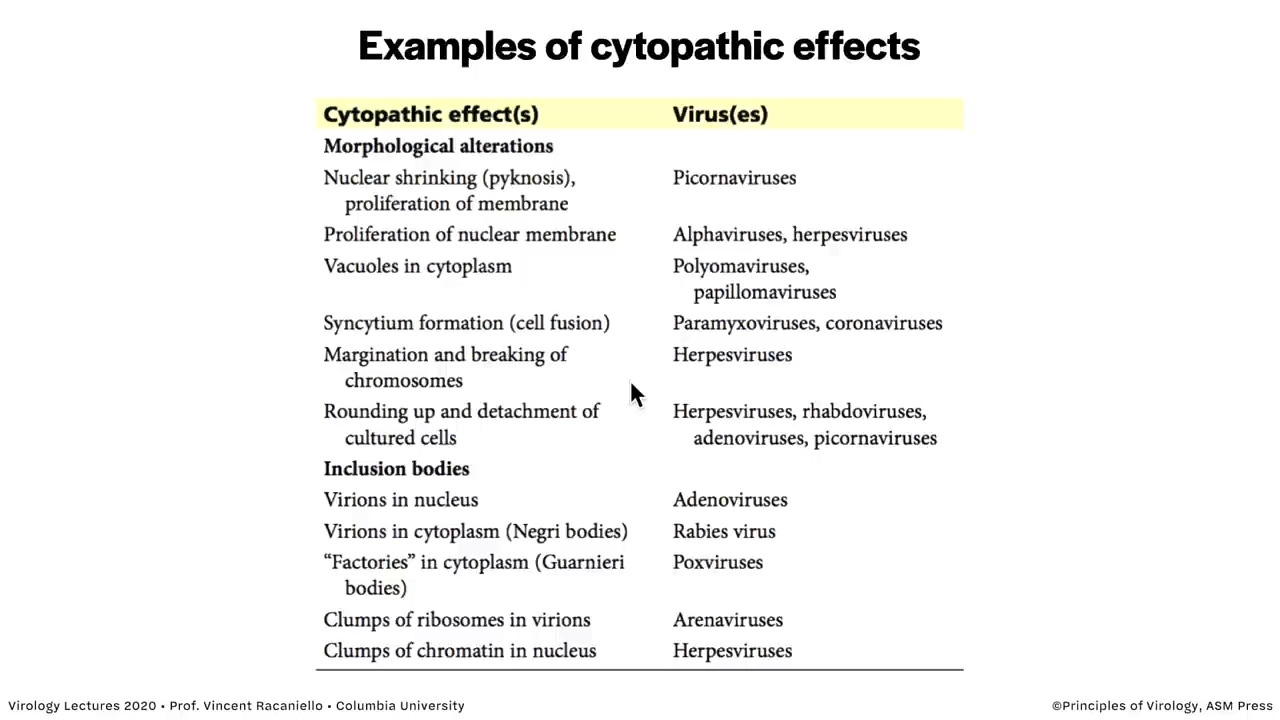 Examples of cytopathic effects
Cytopathic effect(s) Virus(es)
Morphological alterations
Nuclear shrinking (pyknosis), Picornaviruses
proliferation of membrane
Proliferation of nuclear membrane Alphaviruses, herpesviruses
Vacuoles in cytoplasm Polyomaviruses,
papillomaviruses
Syncytium formation (cell fusion) Paramyxoviruses, coronaviruses
Margination and breaking of Herpesviruses
chromosomes
Rounding up and detachment of Herpesviruses, rhabdoviruses,
cultured cells adenoviruses, picornaviruses
Inclusion bodies
Virions in nucleus Adenoviruses
Virions in cytoplasm (Negri bodies) Rabies virus
“Factories” in cytoplasm (Guarnieri Poxviruses
bodies)
Clumps of ribosomes in virions Arenaviruses
Clumps of chromatin in nucleus Herpesviruses
Virology Lectures 2020 • Prof. Vincent Racaniello • Columbia University ©Principles of Virology, ASM Press